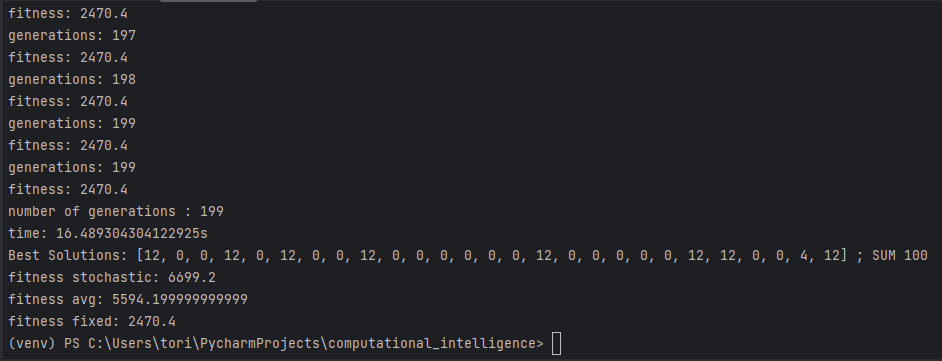 fitness: 2470.4
generations: 197
fitness: 2470.4
generations: 198
fitness: 2470.4
generations: 199
fitness: 2470.4
generations: 199
fitness: 2470.4
number of generations : 199
time: 16.489304304122925s
Best Solutions: [12, 0, 0, 12, 0, 12, 0, 0, 12, 0, 0, 0, 0, 0, 0, 12, 0, 0, 0, 0, 0, 12, 12, 0, 0, 4, 12] ; SUM 100
fitness stochastic: 6699.2
fitness avg: 5594.199999999999
fitness fixed: 2470.4
(venv) PS C:\Users\tori\PycharmProjects\computational_intelligence>